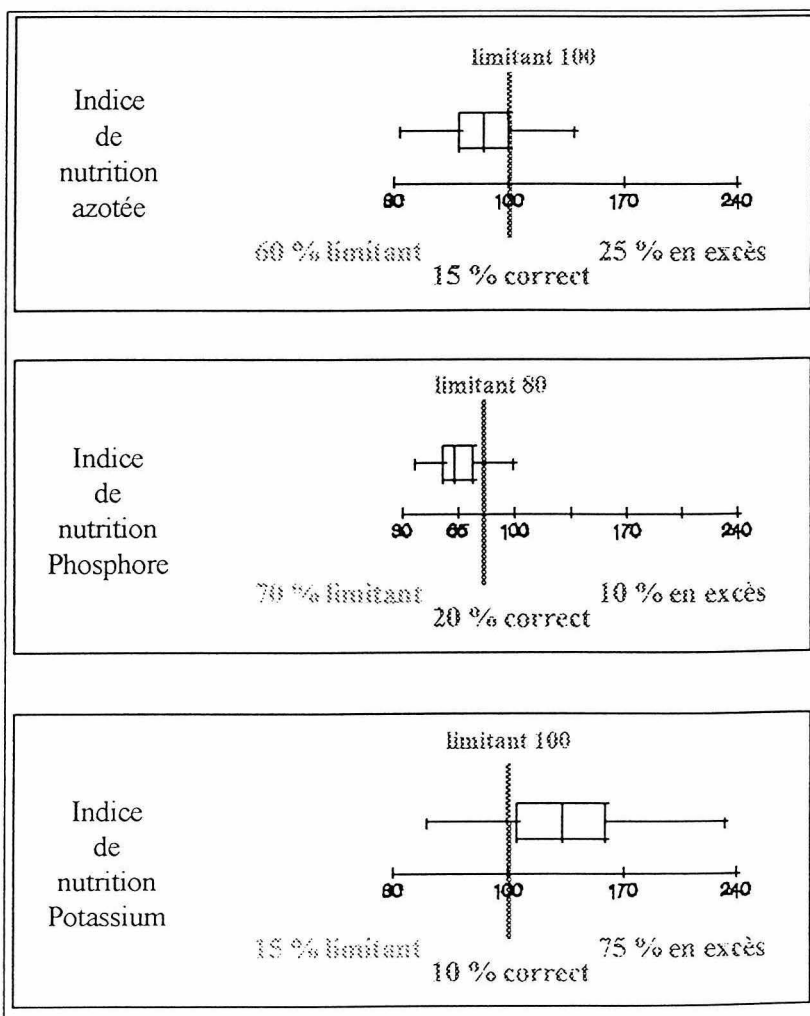 limitant 100
Indice
de
nutrition
azotée
30 100 170 240
60 % limitant 25 % en excès
15 % correct
limitant 80
Indice
de
nutrition
Phosphore
30 65 100 170 240
70 % limitant 10 % en excès
20 % correct
limitant 100
Indice
de
nutrition
Potassium
30 100 170 240
15 % limitant 75 % en excès
10 % correct